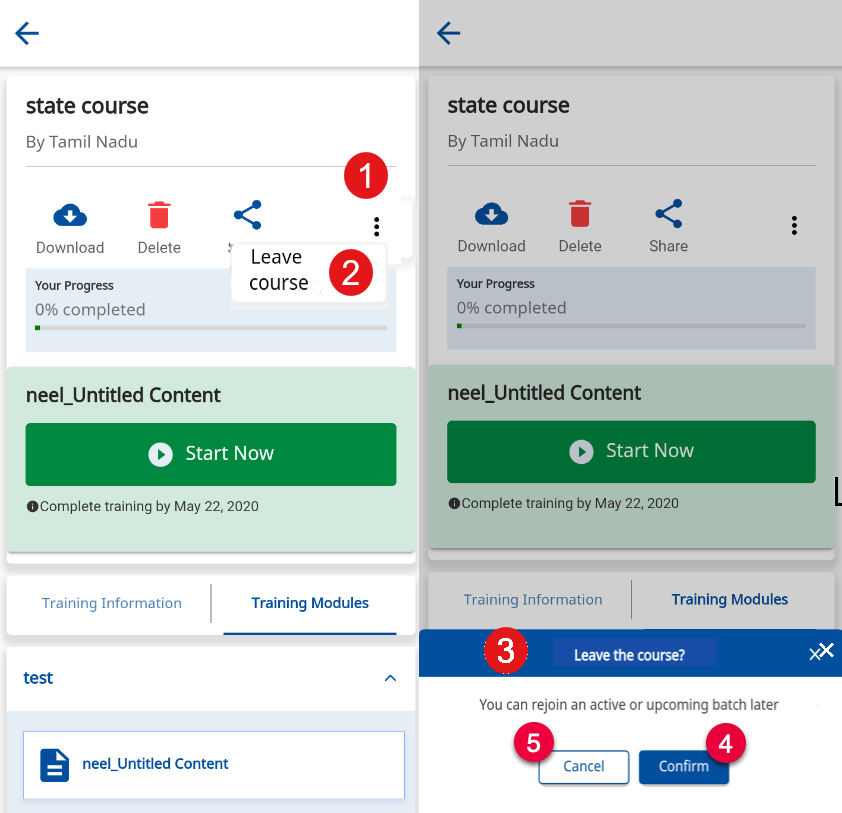 state course
By Tamil Nadu
1
Download
Delete
Leave
course
2
Your Progress
0% completed
neel_Untitled Content
Start Now
Complete training by May 22, 2020
Training Information
Training Modules
test
neel_Untitled Content
state course
By Tamil Nadu
Download
Delete
Share
Your Progress
0% completed
neel_Untitled Content
Start Now
Complete training by May 22, 2020
Training Information
Training Modules
3
Leave the course?
You can rejoin an active or upcoming batch later
5
4
Cancel
Confirm